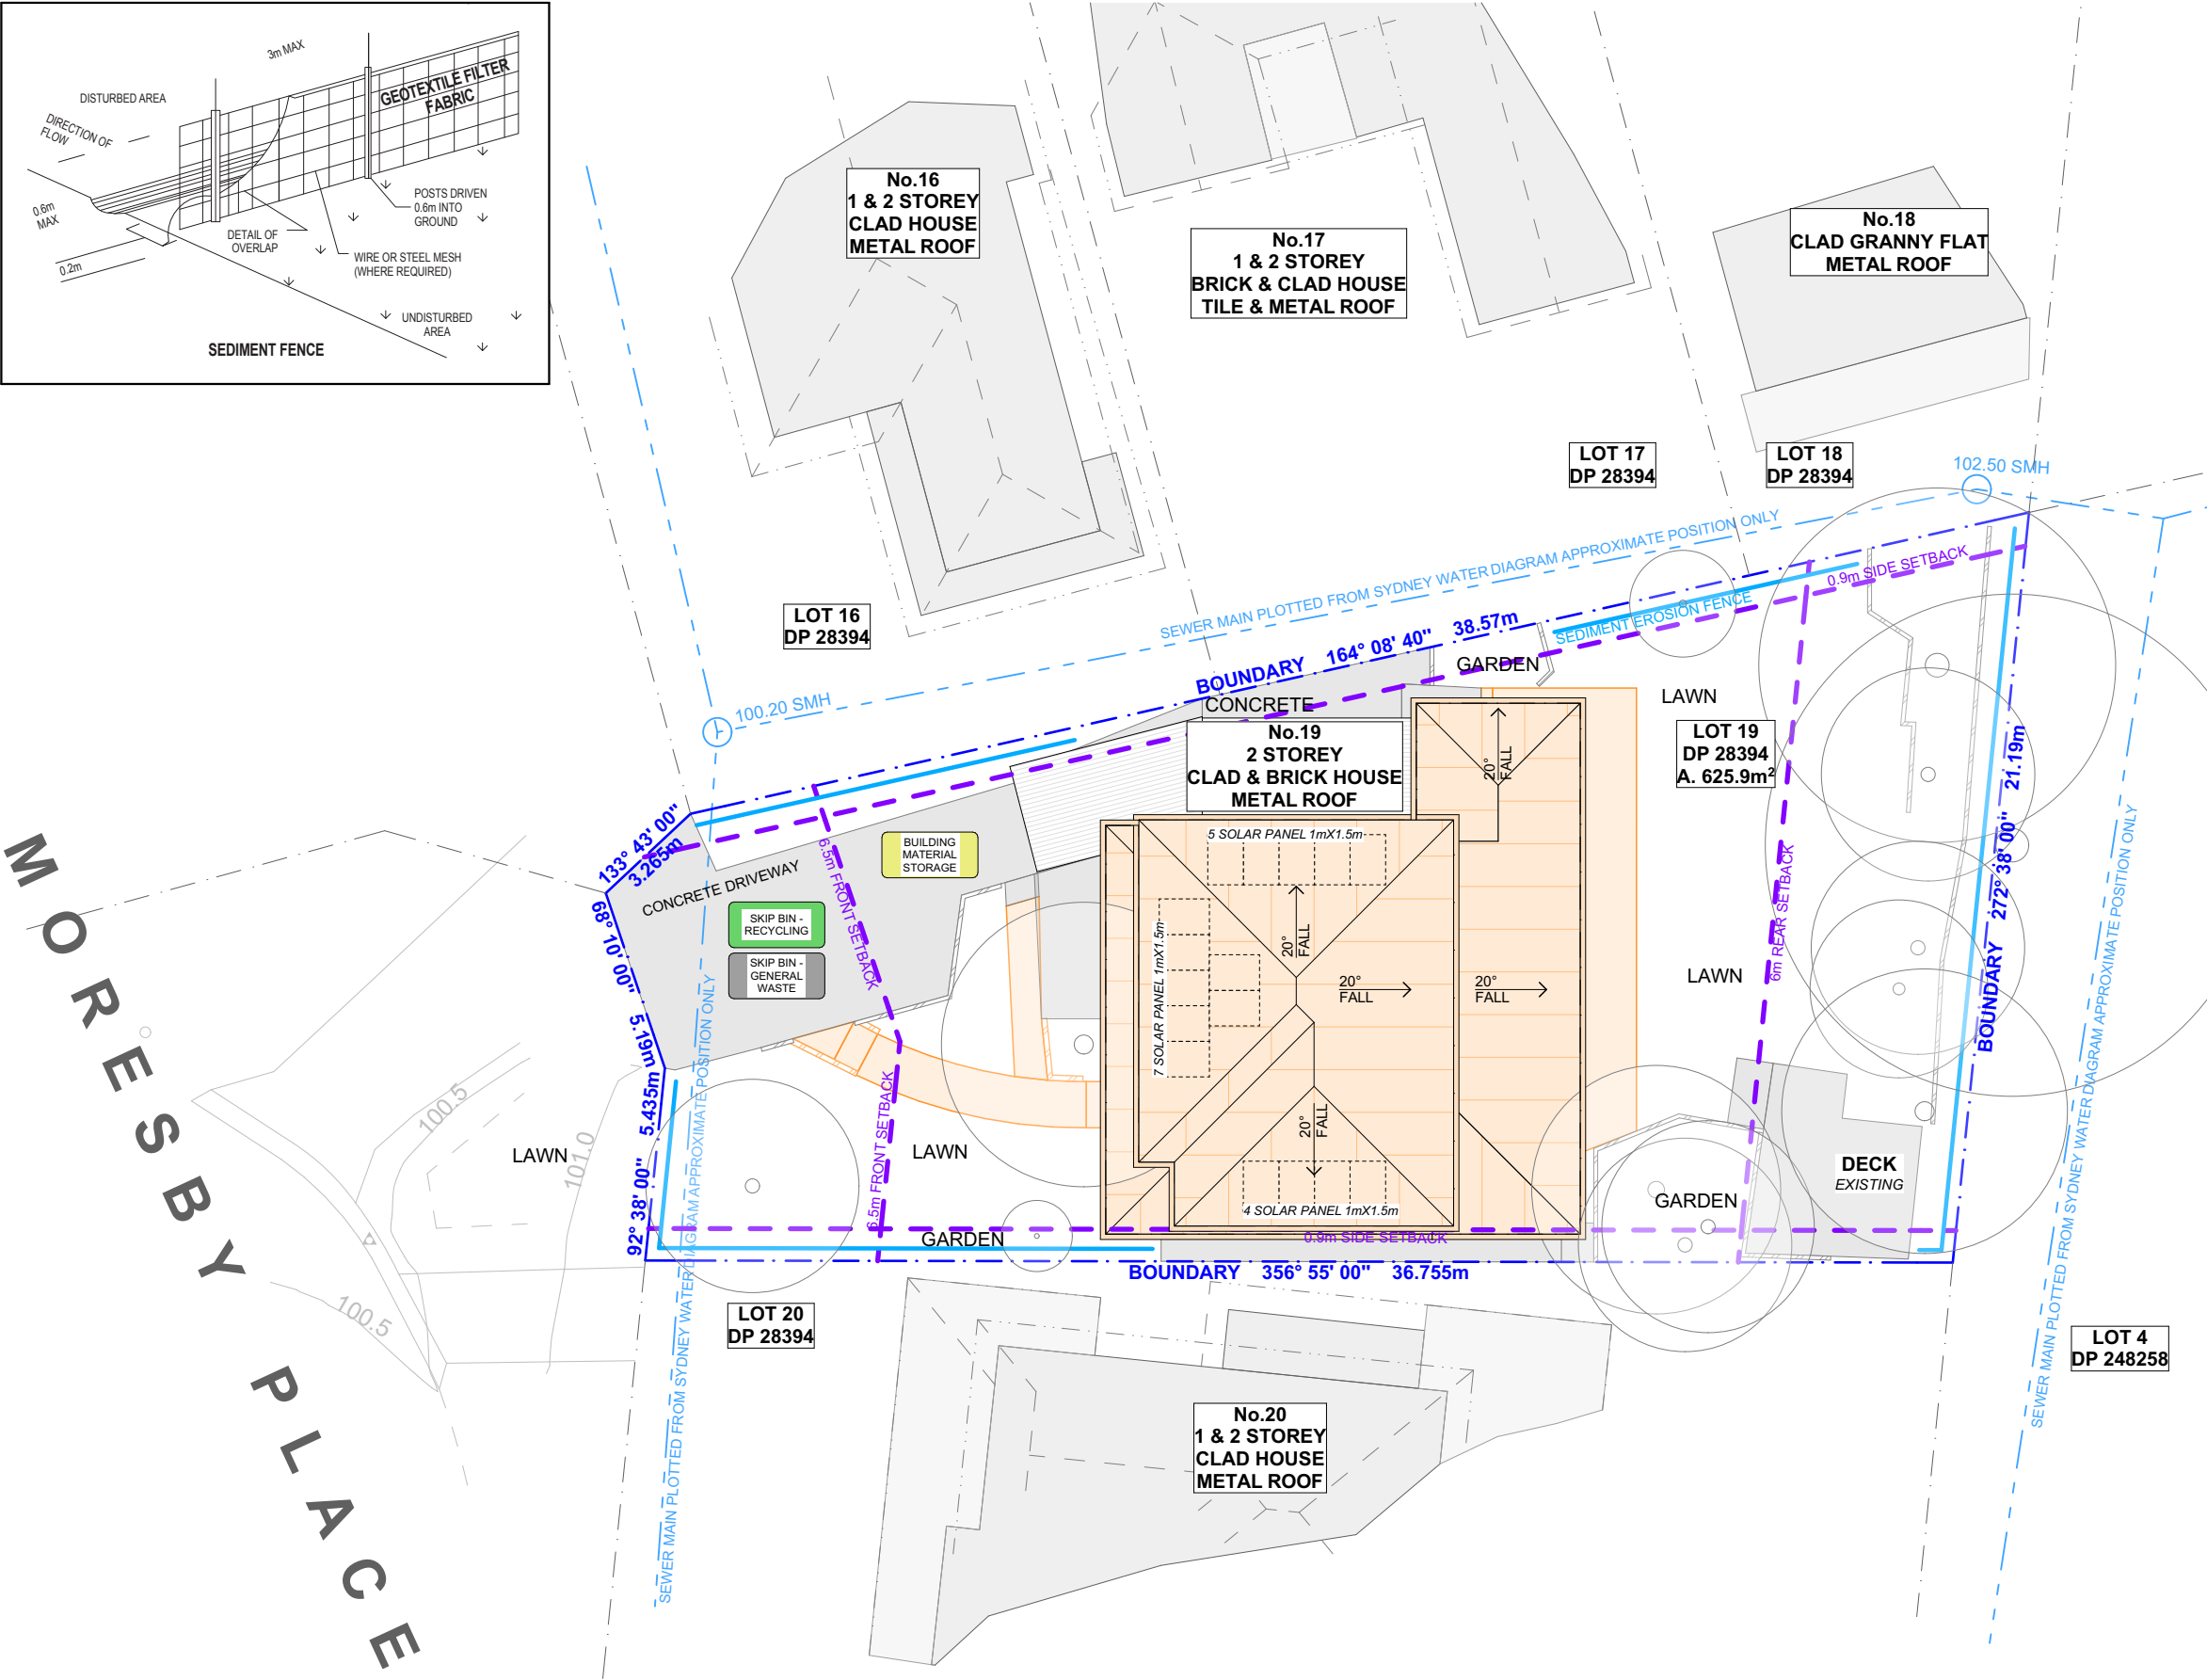 3m MAX
GEOTEXTILE FILTER
FABRIC
DISTURBED AREA
DIRECTION OF
FLOW
0.6m
MAX
0.2m
DETAIL OF
OVERLAP
POSTS DRIVEN
0.6m INTO
GROUND
WIRE OR STEEL MESH
(WHERE REQUIRED)
UNDISTURBED
AREA
SEDIMENT FENCE
No.16
1 & 2 STOREY
CLAD HOUSE
METAL ROOF
No.17
1 & 2 STOREY
BRICK & CLAD HOUSE
TILE & METAL ROOF
No.18
CLAD GRANNY FLAT
METAL ROOF
LOT 17
DP 28394
LOT 18
DP 28394
102.50 SMH
LOT 16
DP 28394
SEWER MAIN PLOTTED FROM SYDNEY WATER DIAGRAM APPROXIMATE POSITION ONLY
0.9m SIDE SETBACK
SEDIMENT EROSION FENCE
BOUNDARY 164° 08' 40" 38.57m
GARDEN
CONCRETE
LAWN
100.20 SMH
No.19
2 STOREY
CLAD & BRICK HOUSE
METAL ROOF
LOT 19
DP 28394
A. 625.9m²
20°
FALL
133° 43' 00"
3.265m
CONCRETE DRIVEWAY
BUILDING
MATERIAL
STORAGE
SKIP BIN -
RECYCLING
SKIP BIN -
GENERAL
WASTE
6.5m FRONT SETBACK
5 SOLAR PANEL 1mX1.5m
7 SOLAR PANEL 1mX1.5m
20°
FALL
20°
FALL
20°
FALL
20°
FALL
4 SOLAR PANEL 1mX1.5m
68° 10' 00" 5.19m
92° 38' 00" 5.435m
SEWER MAIN PLOTTED FROM SYDNEY WATER DIAGRAM APPROXIMATE POSITION ONLY
6.5m FRONT SETBACK
LAWN
LAWN
LAWN
6m REAR SETBACK
BOUNDARY 272° 38' 00" 21.19m
SEWER MAIN PLOTTED FROM SYDNEY WATER DIAGRAM APPROXIMATE POSITION ONLY
DECK
EXISTING
GARDEN
GARDEN
0.9m SIDE SETBACK
BOUNDARY 356° 55' 00" 36.755m
100.5
101.0
100.5
LOT 20
DP 28394
LOT 4
DP 248258
No.20
1 & 2 STOREY
CLAD HOUSE
METAL ROOF
MORESBY PLACE